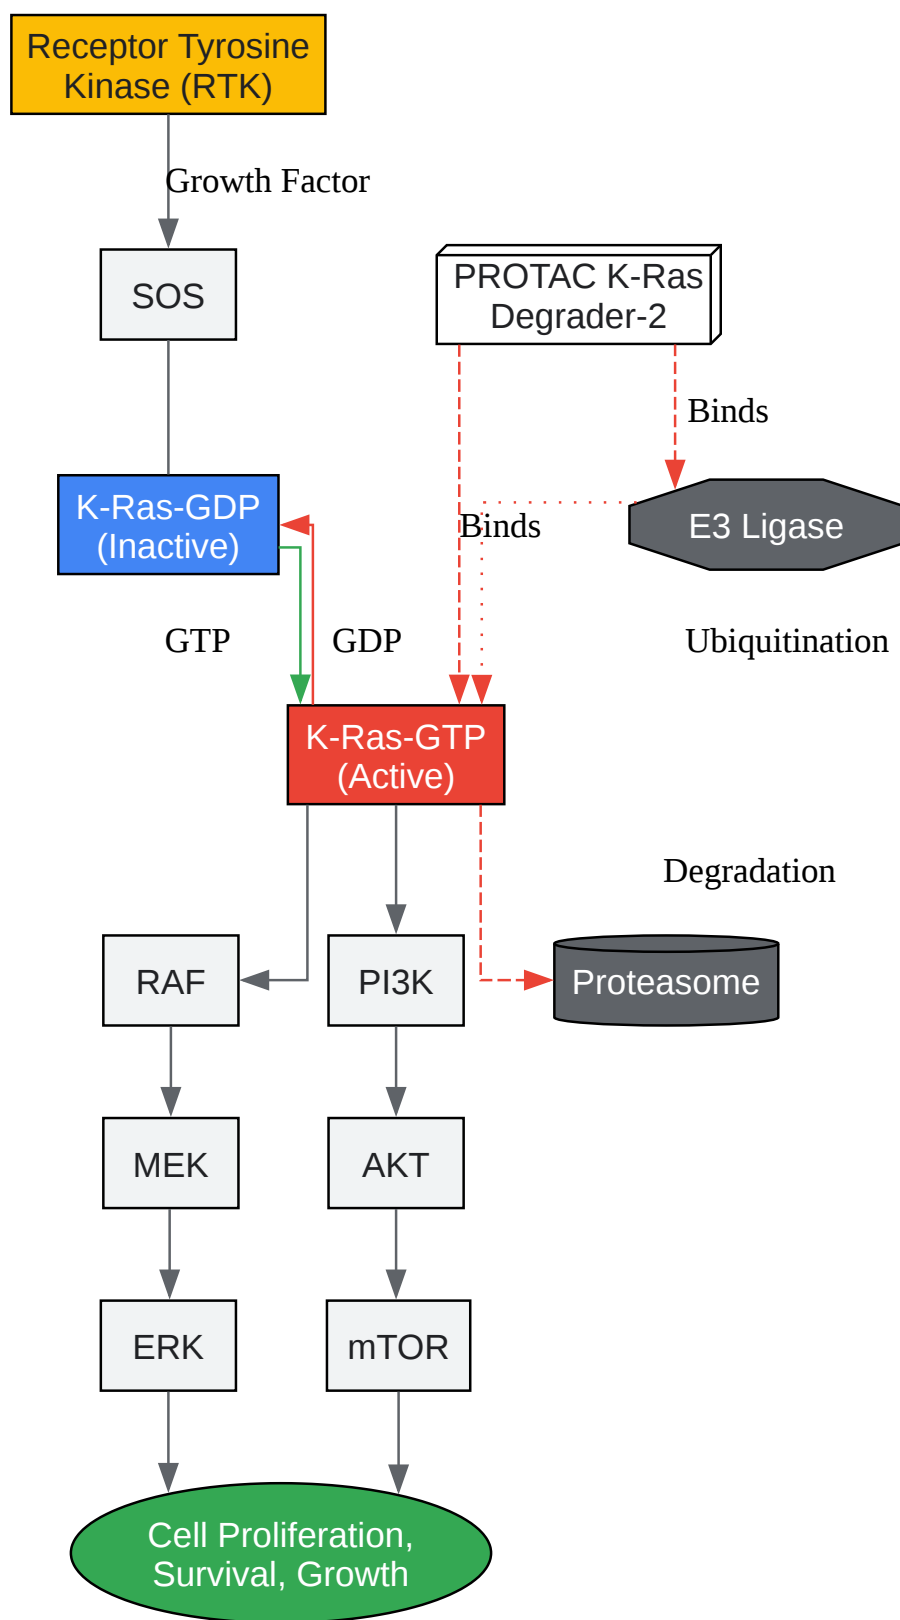 Receptor Tyrosine
Kinase (RTK)
Growth Factor
SOS
PROTAC K-Ras
Degrader-2
Binds
K-Ras-GDP
(Inactive)
Binds
E3 Ligase
GTP
GDP
Ubiquitination
K-Ras-GTP
(Active)
Degradation
RAF
PI3K
Proteasome
MEK
AKT
ERK
mTOR
Cell Proliferation,
Survival, Growth